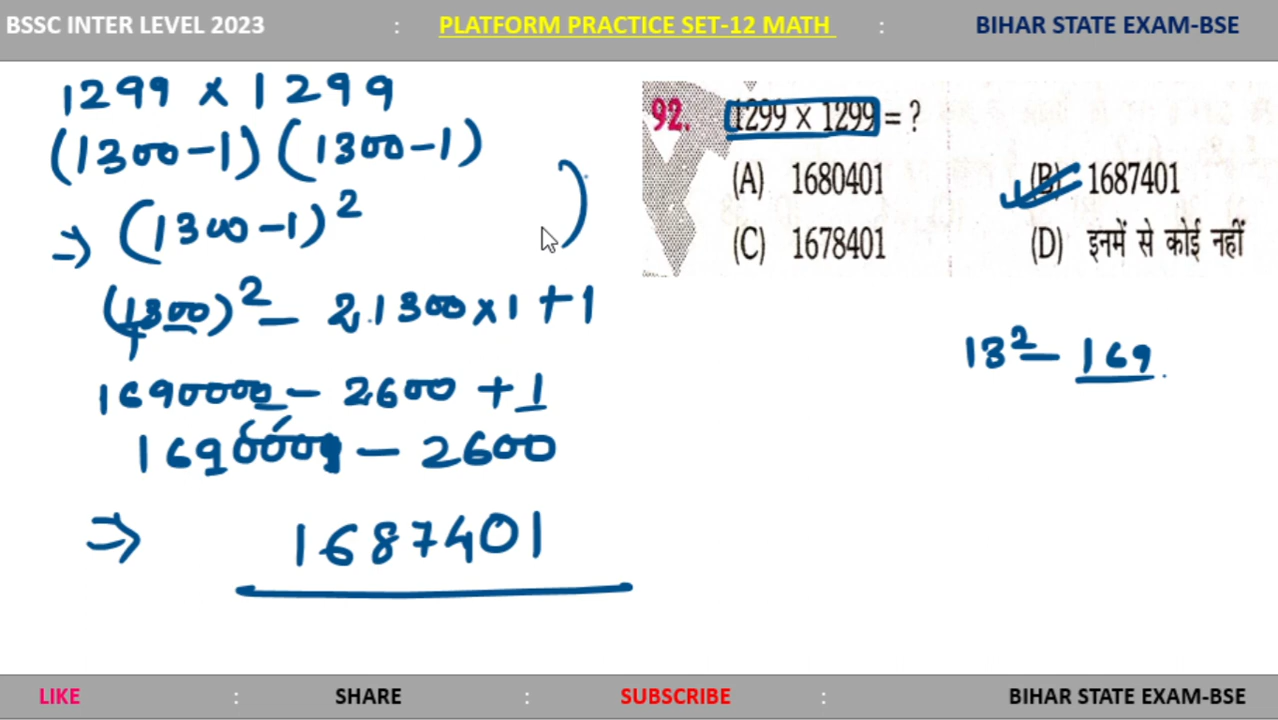 BSSC INTER LEVEL 2023 : PLATFORM PRACTICE SET-12 MATH : BIHAR STATE EXAM-BSE
1299 × 1299
(1300-1) (1300-1)
⇒ (1300-1)²
(1300)² - 2.1300×1 + 1
1690000 - 2600 + 1
1690001 - 2600
⇒ 1687401
92. 1299 × 1299 = ?
(A) 1680401 (B) 1687401
(C) 1678401 (D) इनमें से कोई नहीं
13² - 169
LIKE : SHARE : SUBSCRIBE : BIHAR STATE EXAM-BSE